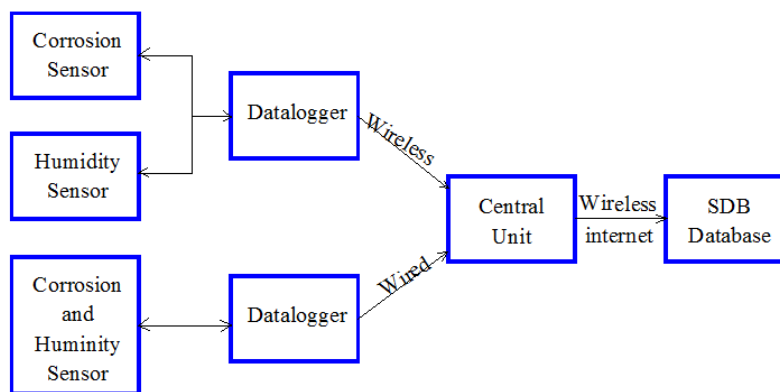 Corrosion
Sensor
Humidity
Sensor
Corrosion
and
Huminity
Sensor
Datalogger
Datalogger
Wireless
Wired
Central
Unit
Wireless
internet
SDB
Database